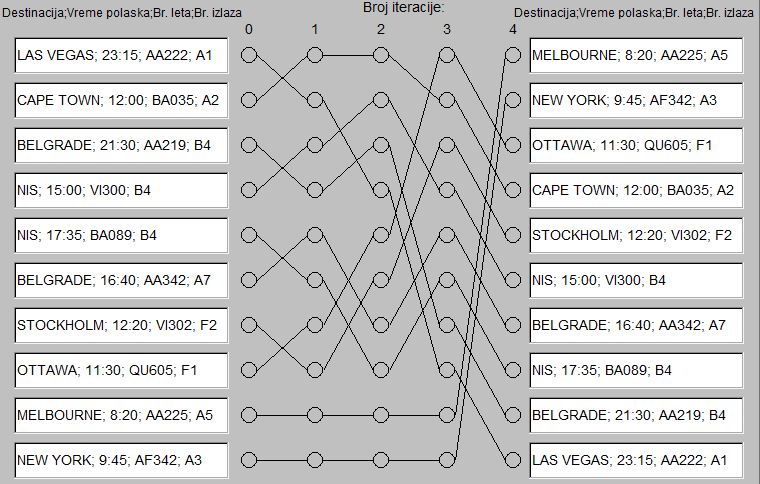 Broj iteracije:
Destinacija;Vreme polaska;Br. leta;Br. izlaza
Destinacija;Vreme polaska;Br. leta;Br. izlaza
0 1 2 3 4
LAS VEGAS; 23:15; AA222; A1
MELBOURNE; 8:20; AA225; A5
CAPE TOWN; 12:00; BA035; A2
NEW YORK; 9:45; AF342; A3
BELGRADE; 21:30; AA219; B4
OTTAWA; 11:30; QU605; F1
NIS; 15:00; VI300; B4
CAPE TOWN; 12:00; BA035; A2
NIS; 17:35; BA089; B4
STOCKHOLM; 12:20; VI302; F2
BELGRADE; 16:40; AA342; A7
NIS; 15:00; VI300; B4
STOCKHOLM; 12:20; VI302; F2
BELGRADE; 16:40; AA342; A7
OTTAWA; 11:30; QU605; F1
NIS; 17:35; BA089; B4
MELBOURNE; 8:20; AA225; A5
BELGRADE; 21:30; AA219; B4
NEW YORK; 9:45; AF342; A3
LAS VEGAS; 23:15; AA222; A1